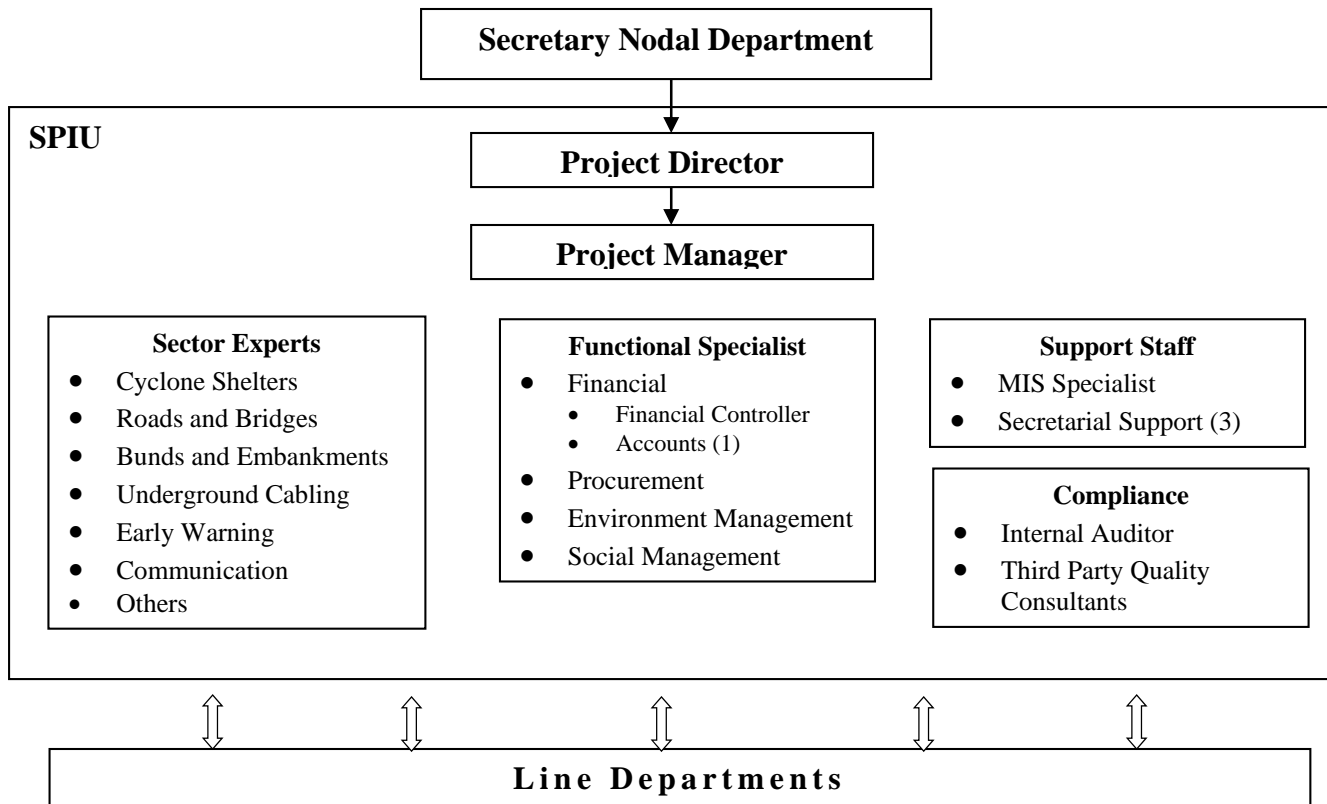 Secretary Nodal Department
SPIU
Project Director
Project Manager
Sector Experts
● Cyclone Shelters
● Roads and Bridges
● Bunds and Embankments
● Underground Cabling
● Early Warning
● Communication
● Others
Functional Specialist
● Financial
● Financial Controller
● Accounts (1)
● Procurement
● Environment Management
● Social Management
Support Staff
● MIS Specialist
● Secretarial Support (3)
Compliance
● Internal Auditor
● Third Party Quality
Consultants
Line Departments